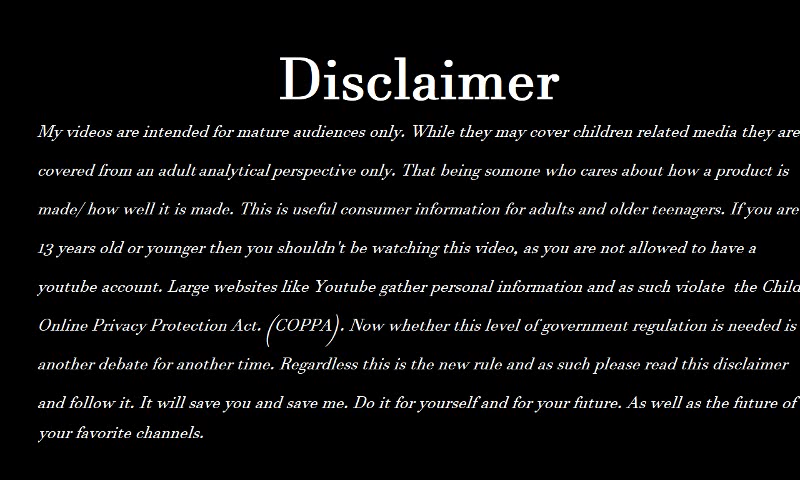 Disclaimer
My videos are intended for mature audiences only. While they may cover children related media they are
covered from an adult analytical perspective only. That being somone who cares about how a product is
made/ how well it is made. This is useful consumer information for adults and older teenagers. If you are
13 years old or younger then you shouldn't be watching this video, as you are not allowed to have a
youtube account. Large websites like Youtube gather personal information and as such violate the Child
Online Privacy Protection Act. (COPPA). Now whether this level of government regulation is needed is
another debate for another time. Regardless this is the new rule and as such please read this disclaimer
and follow it. It will save you and save me. Do it for yourself and for your future. As well as the future of
your favorite channels.